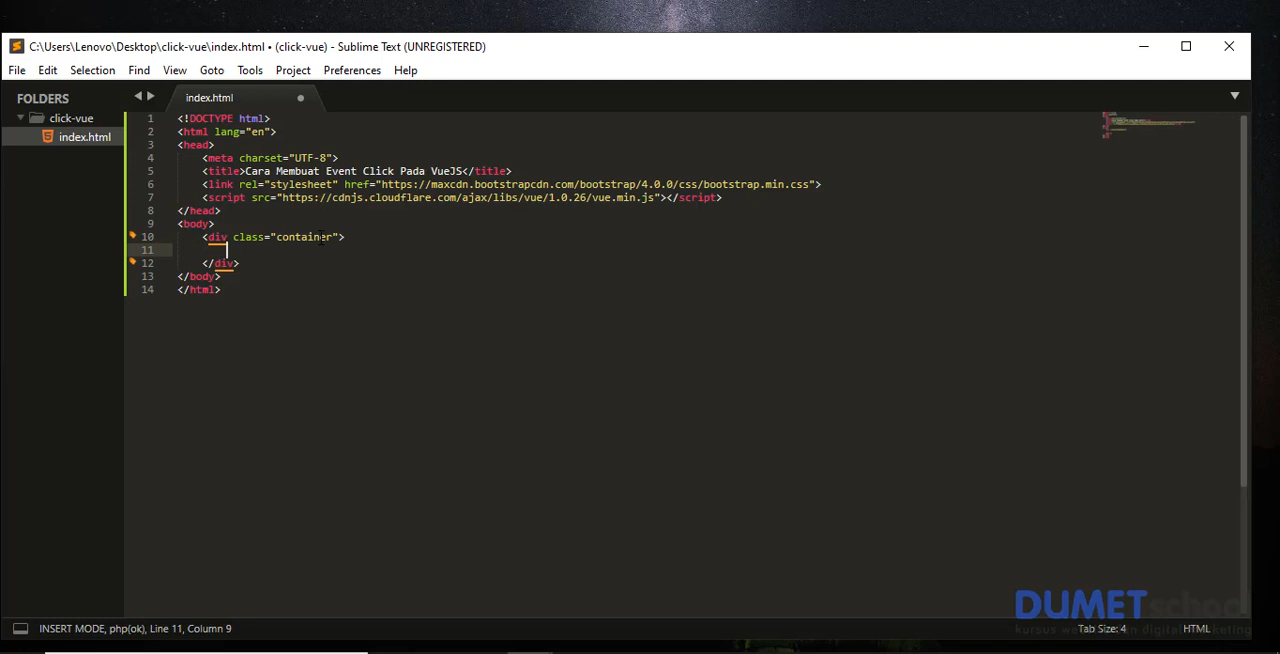 C:\Users\Lenovo\Desktop\click-vue\index.html • (click-vue) - Sublime Text (UNREGISTERED)
File Edit Selection Find View Goto Tools Project Preferences Help
FOLDERS
click-vue
index.html
index.html
1 <!DOCTYPE html>
2 <html lang="en">
3 <head>
4 <meta charset="UTF-8">
5 <title>Cara Membuat Event Click Pada VueJS</title>
6 <link rel="stylesheet" href="https://maxcdn.bootstrapcdn.com/bootstrap/4.0.0/css/bootstrap.min.css">
7 <script src="https://cdnjs.cloudflare.com/ajax/libs/vue/1.0.26/vue.min.js"></script>
8 </head>
9 <body>
10 <div class="container">
11
12 </div>
13 </body>
14 </html>
DUMETschool
INSERT MODE, php(ok), Line 11, Column 9
Tab Size: 4
HTML